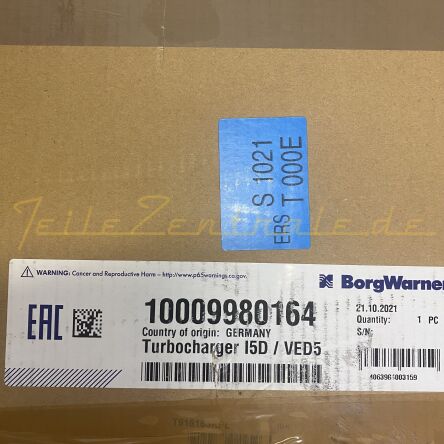 S 1021
ERS T 000E
TeileZentrale.de
WARNING: Cancer and Reproductive Harm – http://www.p65warnings.ca.gov.
BorgWarner
EAC
10009980164
Country of origin: GERMANY
Turbocharger I5D / VED5
21.10.2021
Quantity: 1 PC
S/N: